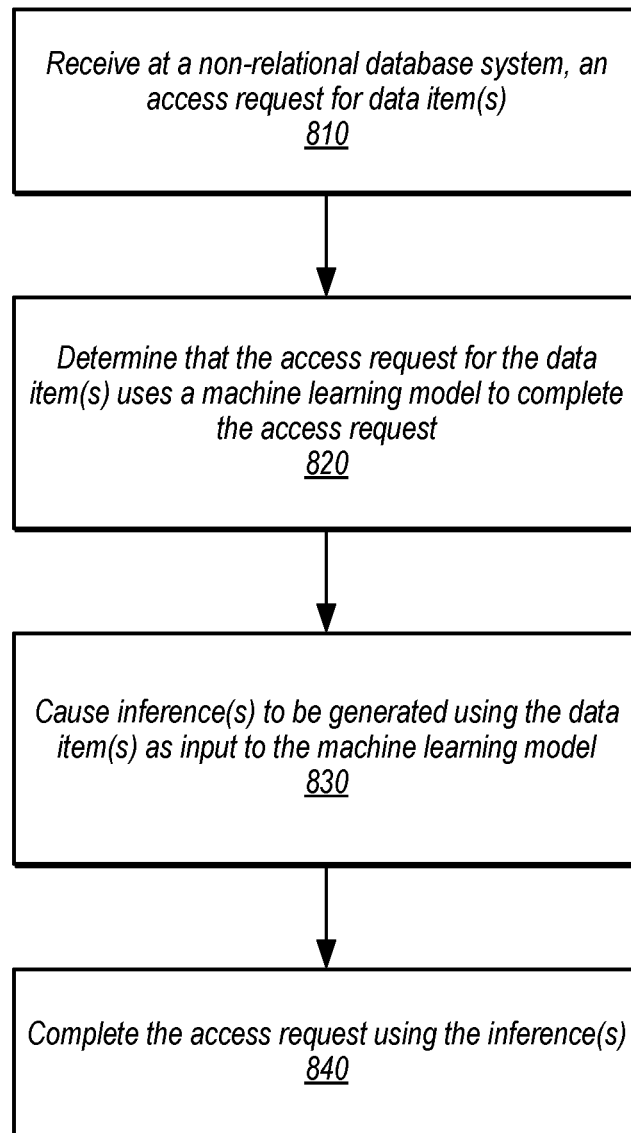 Receive at a non-relational database system, an
access request for data item(s)
810
Determine that the access request for the data
item(s) uses a machine learning model to complete
the access request
820
Cause inference(s) to be generated using the data
item(s) as input to the machine learning model
830
Complete the access request using the inference(s)
840